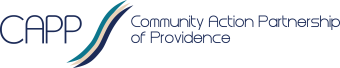 CAPP
Community Action Partnership
of Providence